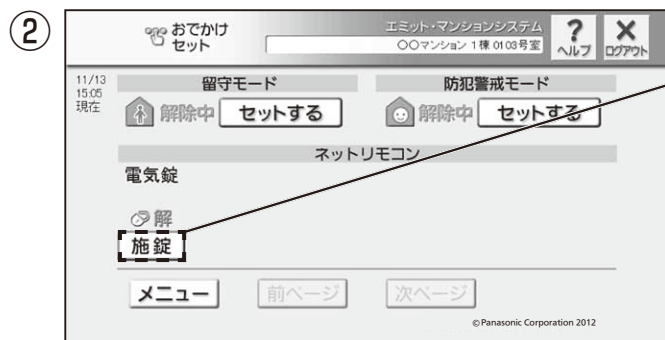 ②
おでかけ
セット
エミット・マンションシステム
〇〇マンション 1棟 0103号室
?
ヘルプ
×
ログアウト
11/13
15:05
現在
留守モード
防犯警戒モード
解除中 セットする
解除中 セットする
ネットリモコン
電気錠
解
施錠
メニュー 前ページ 次ページ
©Panasonic Corporation 2012